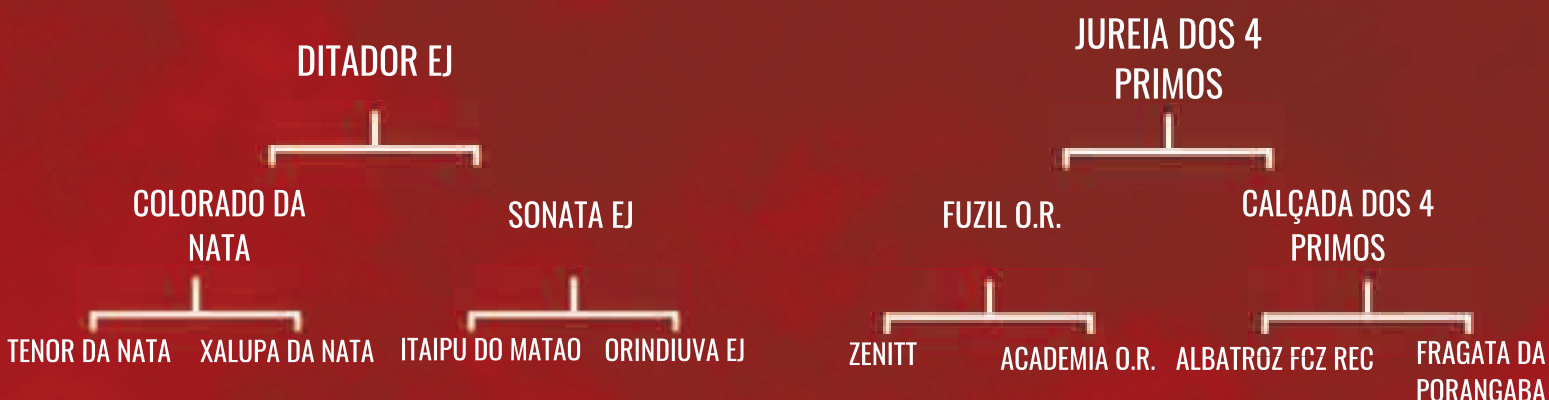 DITADOR EJ
JUREIA DOS 4
PRIMOS
COLORADO DA
NATA
SONATA EJ
FUZIL O.R.
CALÇADA DOS 4
PRIMOS
TENOR DA NATA
XALUPA DA NATA
ITAIPU DO MATAO
ORINDIUVA EJ
ZENITT
ACADEMIA O.R.
ALBATROZ FCZ REC
FRAGATA DA
PORANGABA